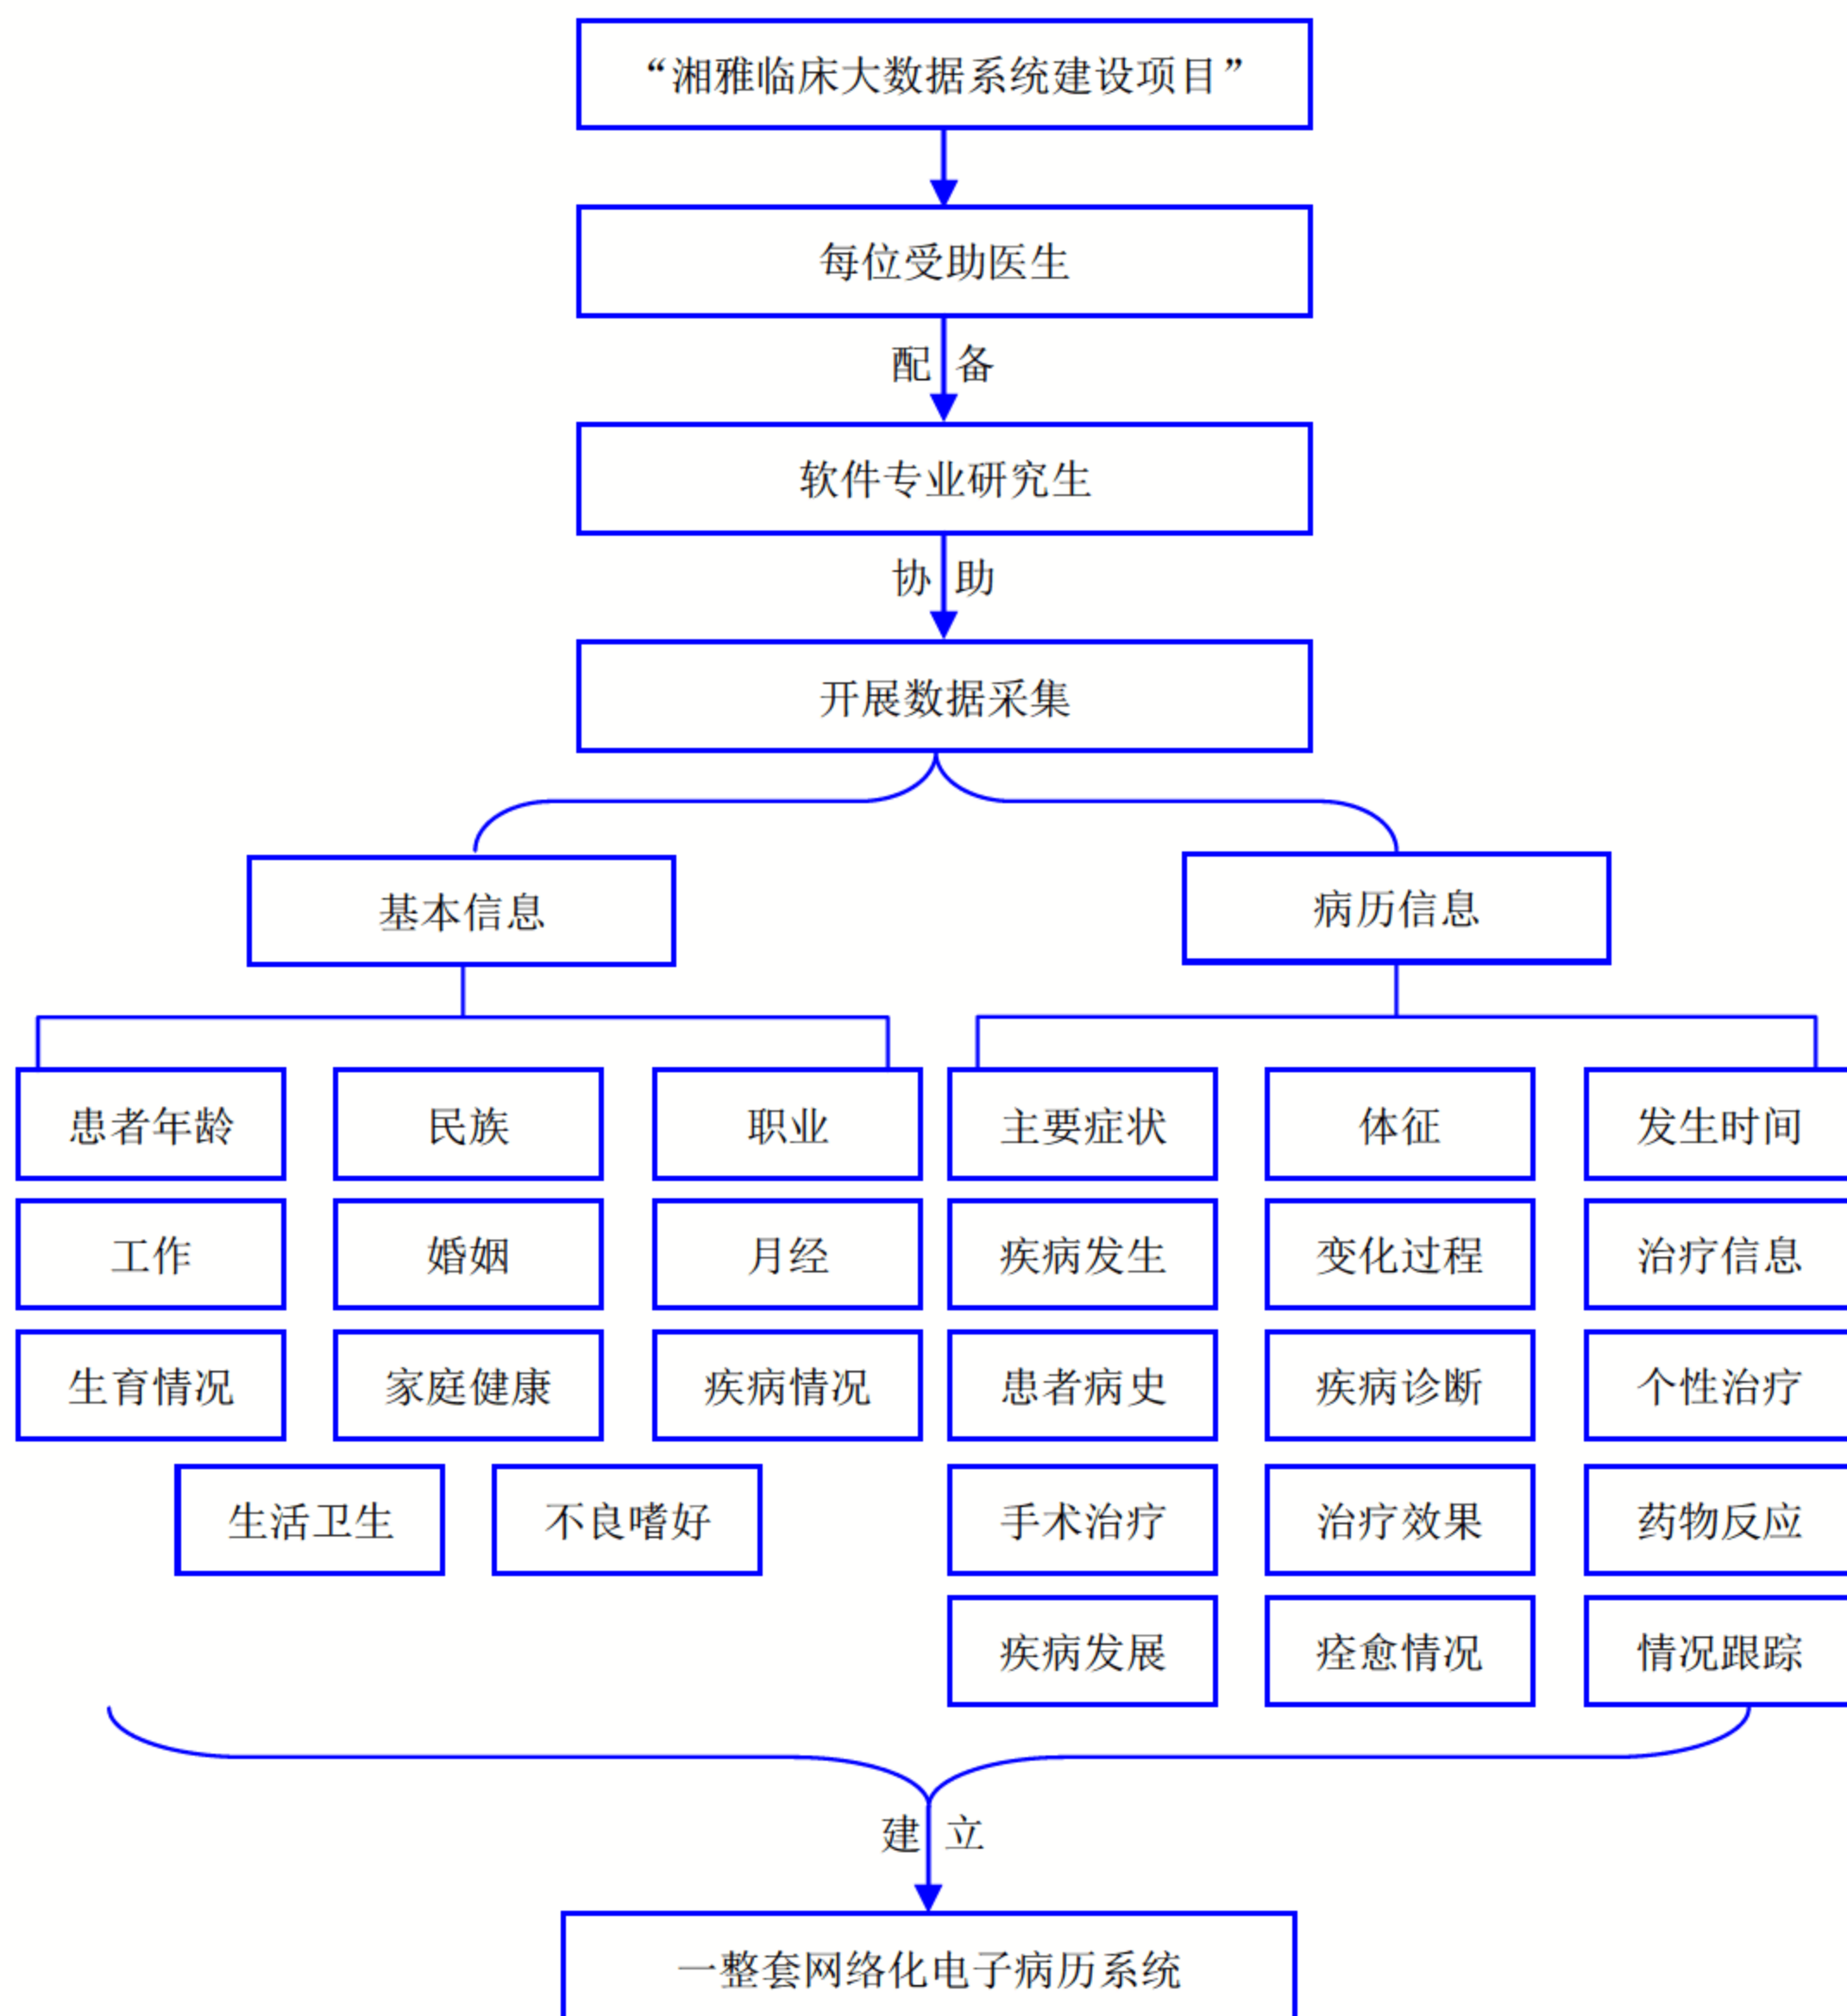 “湘雅临床大数据系统建设项目”
每位受助医生
配 备
软件专业研究生
协 助
开展数据采集
基本信息
病历信息
患者年龄
民族
职业
工作
婚姻
月经
生育情况
家庭健康
疾病情况
生活卫生
不良嗜好
主要症状
体征
发生时间
疾病发生
变化过程
治疗信息
患者病史
疾病诊断
个性治疗
手术治疗
治疗效果
药物反应
疾病发展
痊愈情况
情况跟踪
建 立
一整套网络化电子病历系统